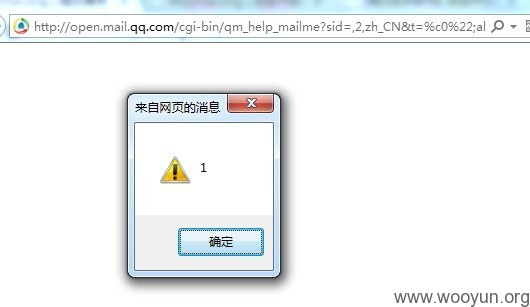 http://open.mail.qq.com/cgi-bin/qm_help_mailme?sid=,2,zh_CN&t=%c0%22;al
来自网页的消息
1
确定
www.wooyun.org